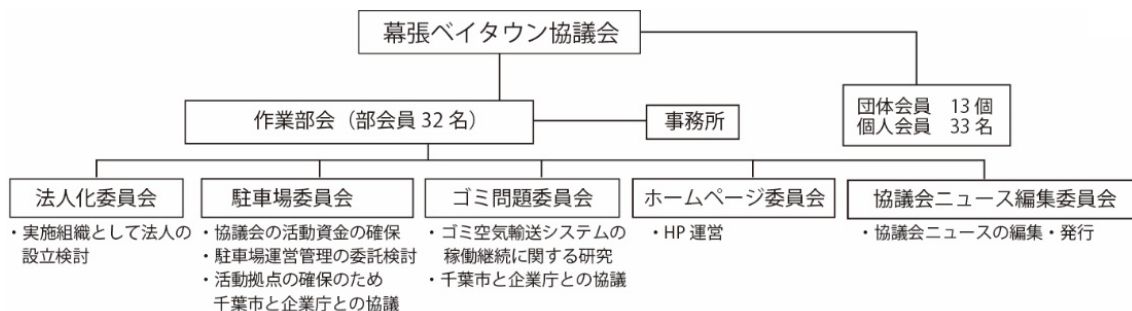 幕張ベイタウン協議会
団体会員　13個
個人会員　33名
作業部会（部会員32名）
事務所
法人化委員会
・実施組織として法人の
設立検討
駐車場委員会
・協議会の活動資金の確保
・駐車場運営管理の委託検討
・活動拠点の確保のため
千葉市と企業庁との協議
ゴミ問題委員会
・ゴミ空気輸送システムの
稼働継続に関する研究
・千葉市と企業庁との協議
ホームページ委員会
・HP運営
協議会ニュース編集委員会
・協議会ニュースの編集・発行